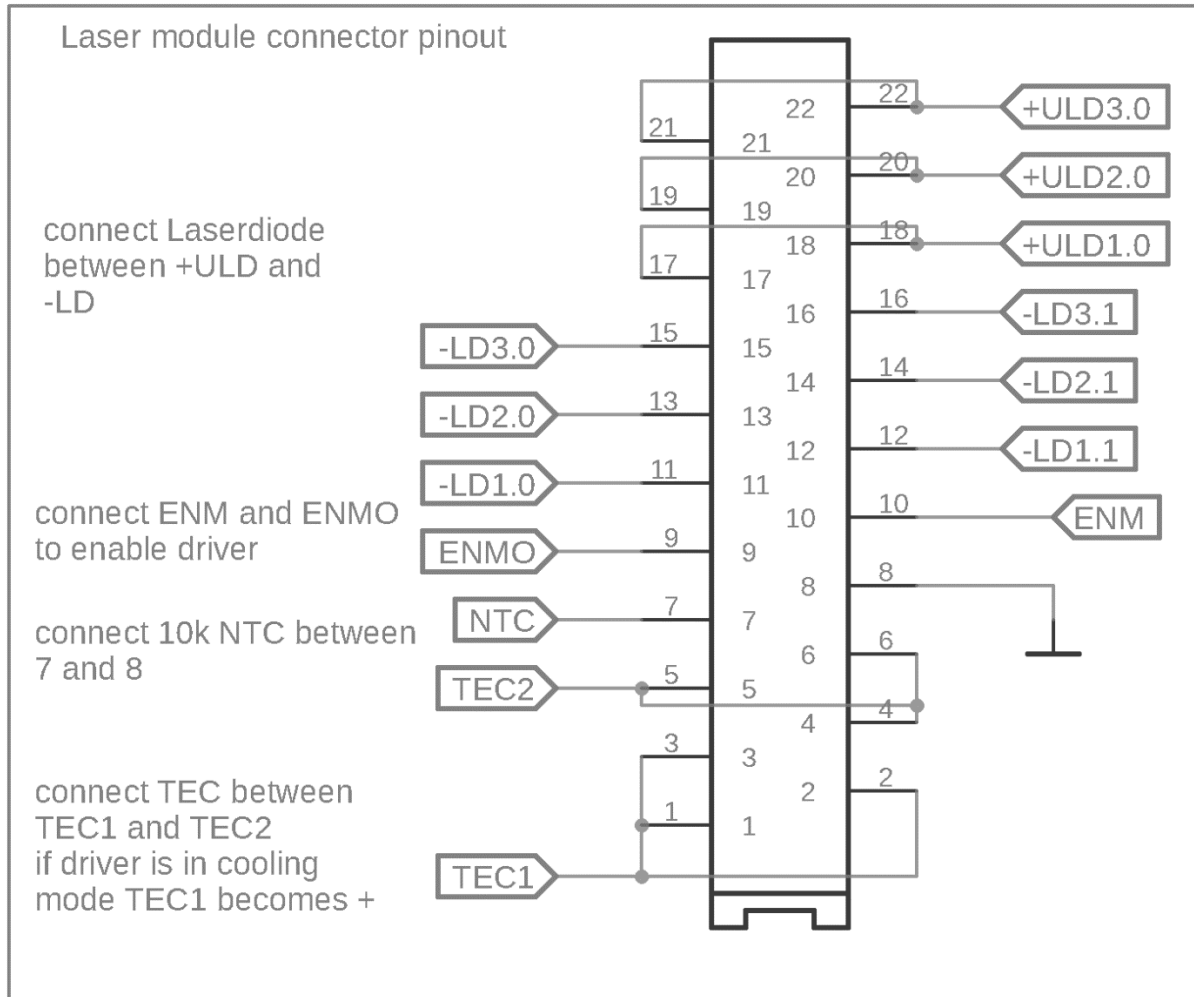 Laser module connector pinout
22 22 +ULD3.0
21 21
20 20 +ULD2.0
19 19
18 18 +ULD1.0
connect Laserdiode
between +ULD and
-LD
17 17
16 16 -LD3.1
-LD3.0 15 15
14 14 -LD2.1
-LD2.0 13 13
12 12 -LD1.1
-LD1.0 11 11
connect ENM and ENMO
to enable driver
10 10 ENM
ENMO 9 9
8 8
NTC 7 7
connect 10k NTC between
7 and 8
6 6
TEC2 5 5
4 4
3 3
2 2
1 1
connect TEC between
TEC1 and TEC2
if driver is in cooling
mode TEC1 becomes +
TEC1